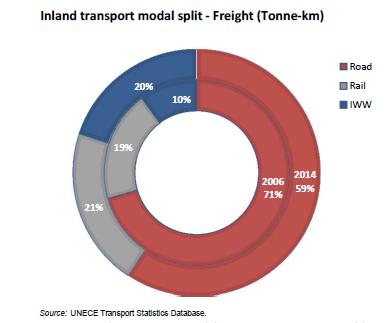 Inland transport modal split - Freight (Tonne-km)
Road
Rail
IWW
20%
10%
19%
21%
2006
71%
2014
59%
Source: UNECE Transport Statistics Database.